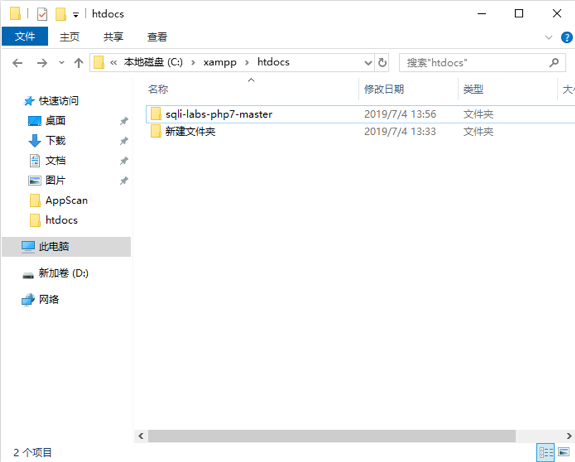 htdocs
文件 主页 共享 查看
« 本地磁盘 (C:) › xampp › htdocs 搜索"htdocs"
名称 修改日期 类型 大小
快速访问
桌面
下载
文档
图片
AppScan
htdocs
此电脑
新加卷 (D:)
网络
sqli-labs-php7-master 2019/7/4 13:56 文件夹
新建文件夹 2019/7/4 13:33 文件夹
2 个项目